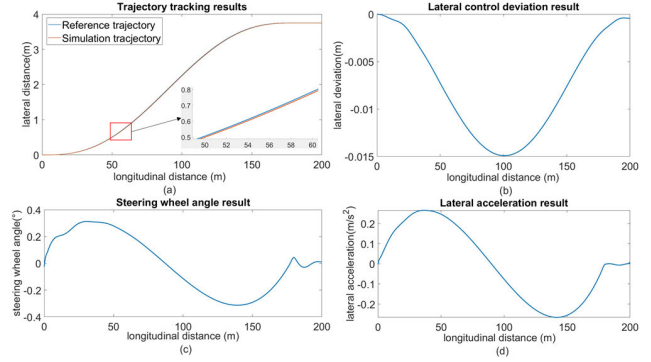 Trajectory tracking results
Reference trajectory
Simulation tracjectory
lateral distance(m)
4
3
2
1
0
0.8
0.7
0.6
0.5
50 52 54 56 58 60
0 50 100 150 200
longitudinal distance (m)
(a)
Lateral control deviation result
lateral deviation(m)
0
-0.005
-0.01
-0.015
0 50 100 150 200
longitudinal distance (m)
(b)
Steering wheel angle result
steering wheel angle(°)
0.4
0.2
0
-0.2
-0.4
0 50 100 150 200
longitudinal distance (m)
(c)
Lateral acceleration result
lateral acceleration(m/s²)
0.2
0.1
0
-0.1
-0.2
0 50 100 150 200
longitudinal distance (m)
(d)